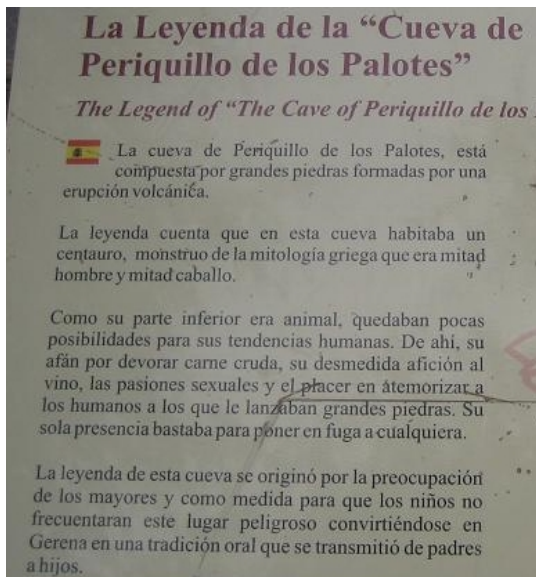 La Leyenda de la “Cueva de
Periquillo de los Palotes”
The Legend of “The Cave of Periquillo de los
La cueva de Periquillo de los Palotes, está
compuesta por grandes piedras formadas por una
erupción volcánica.
La leyenda cuenta que en esta cueva habitaba un
centauro, monstruo de la mitología griega que era mitad
hombre y mitad caballo.
Como su parte inferior era animal, quedaban pocas
posibilidades para sus tendencias humanas. De ahí, su
afán por devorar carne cruda, su desmedida afición al
vino, las pasiones sexuales y el placer en atemorizar a
los humanos a los que le lanzaban grandes piedras. Su
sola presencia bastaba para poner en fuga a cualquiera.
La leyenda de esta cueva se originó por la preocupación
de los mayores y como medida para que los niños no
frecuentaran este lugar peligroso convirtiéndose en
Gerena en una tradición oral que se transmitió de padres
a hijos.